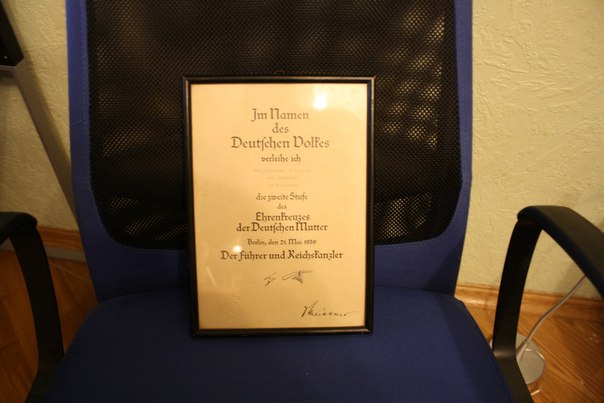 Im Namen
des
Deutschen Volkes
verleihe ich
die zweite Stufe
des
Ehrenkreuzes
der Deutschen Mutter
Berlin, den 21. Mai 1939
Der Führer und Reichskanzler
Meissner